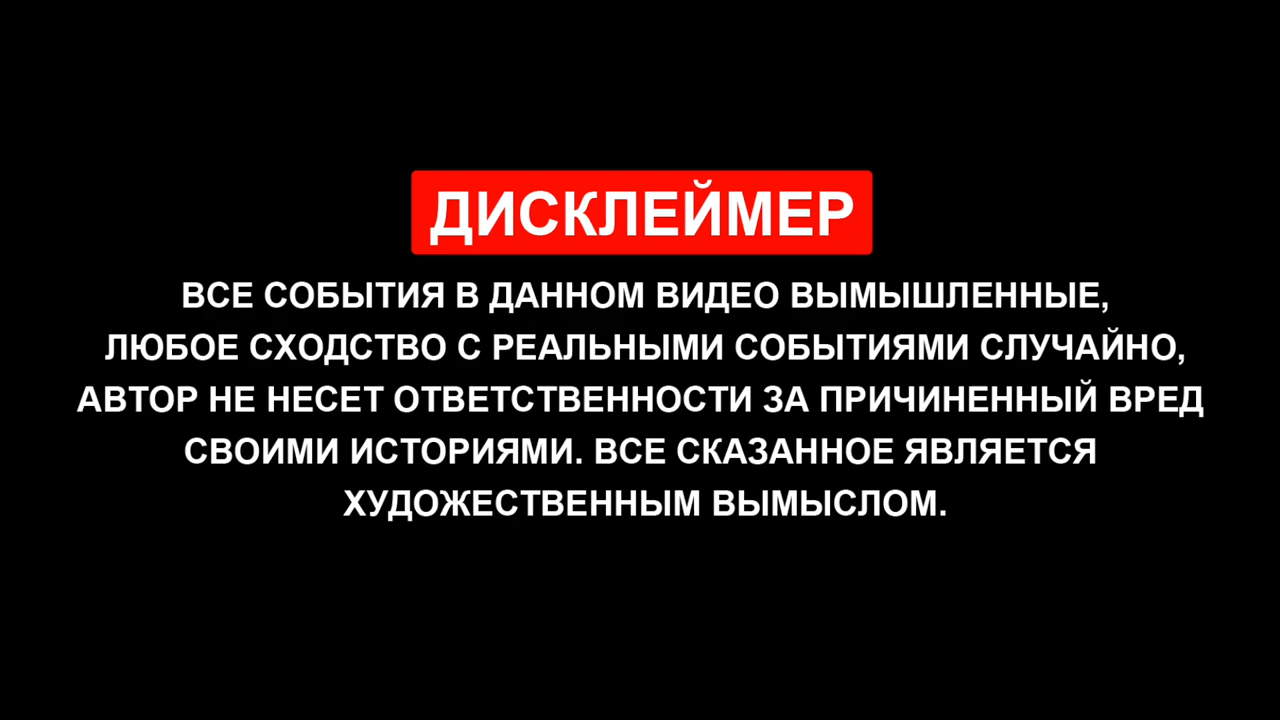 ДИСКЛЕЙМЕР
ВСЕ СОБЫТИЯ В ДАННОМ ВИДЕО ВЫМЫШЛЕННЫЕ,
ЛЮБОЕ СХОДСТВО С РЕАЛЬНЫМИ СОБЫТИЯМИ СЛУЧАЙНО,
АВТОР НЕ НЕСЕТ ОТВЕТСТВЕННОСТИ ЗА ПРИЧИНЕННЫЙ ВРЕД
СВОИМИ ИСТОРИЯМИ. ВСЕ СКАЗАННОЕ ЯВЛЯЕТСЯ
ХУДОЖЕСТВЕННЫМ ВЫМЫСЛОМ.